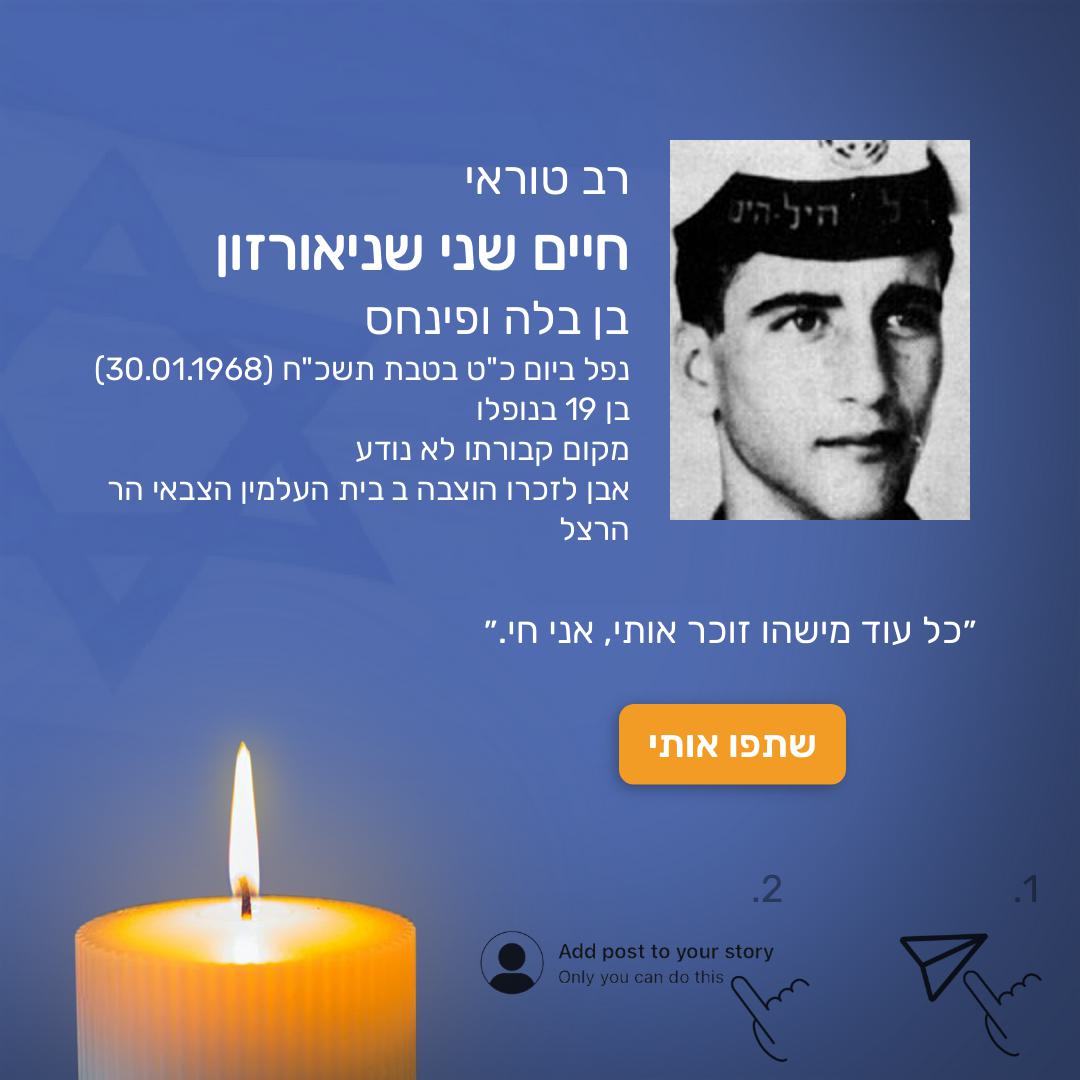 רב טוראי
חיים שני שניאורזון
בן בלה ופינחס
נפל ביום כ"ט בטבת תשכ"ח (30.01.1968)
בן 19 בנופלו
מקום קבורתו לא נודע
אבן לזכרו הוצבה ב בית העלמין הצבאי הר
הרצל
חיל-הים
"כל עוד מישהו זוכר אותי, אני חי."
שתפו אותי
.1
.2
Add post to your story
Only you can do this